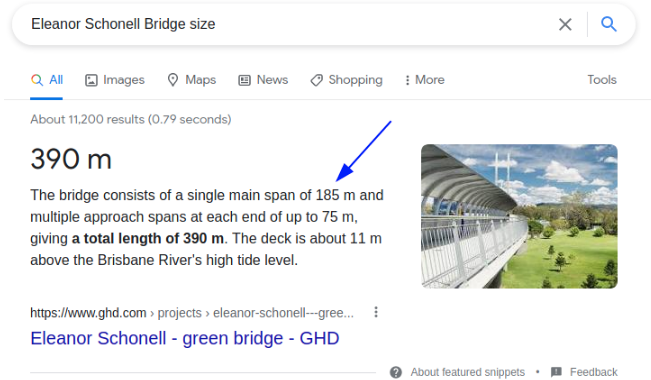 Eleanor Schonell Bridge size
All Images Maps News Shopping More Tools
About 11,200 results (0.79 seconds)
390 m
The bridge consists of a single main span of 185 m and
multiple approach spans at each end of up to 75 m,
giving a total length of 390 m. The deck is about 11 m
above the Brisbane River's high tide level.
https://www.ghd.com › projects › eleanor-schonell---gree...
Eleanor Schonell - green bridge - GHD
About featured snippets • Feedback